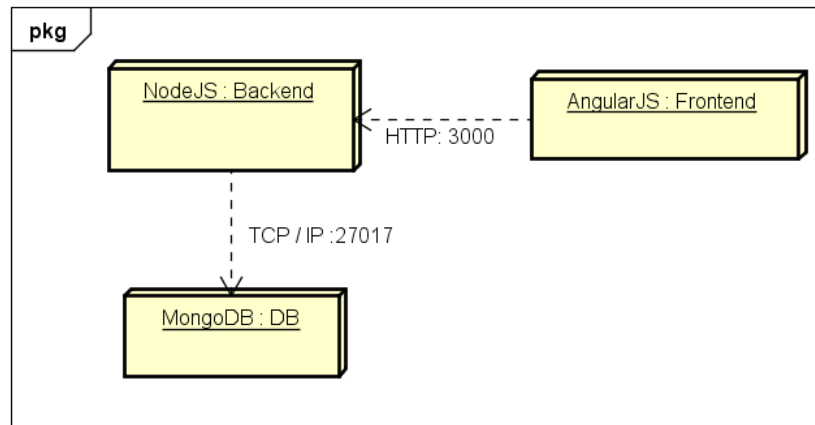 pkg
NodeJS : Backend
AngularJS : Frontend
HTTP: 3000
TCP / IP :27017
MongoDB : DB